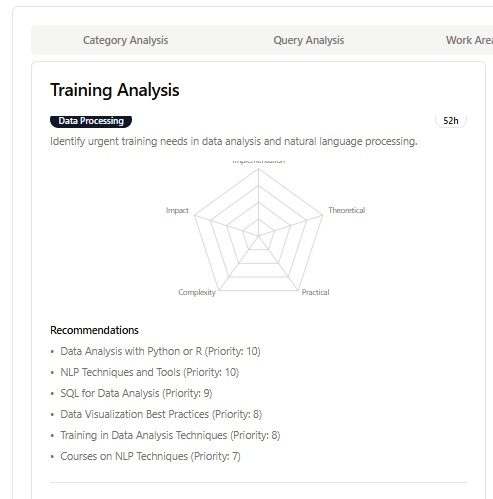 Category Analysis Query Analysis Work Area
Training Analysis
Data Processing 52h
Identify urgent training needs in data analysis and natural language processing.
Implementation
Impact Theoretical
Complexity Practical
Recommendations
• Data Analysis with Python or R (Priority: 10)
• NLP Techniques and Tools (Priority: 10)
• SQL for Data Analysis (Priority: 9)
• Data Visualization Best Practices (Priority: 8)
• Training in Data Analysis Techniques (Priority: 8)
• Courses on NLP Techniques (Priority: 7)